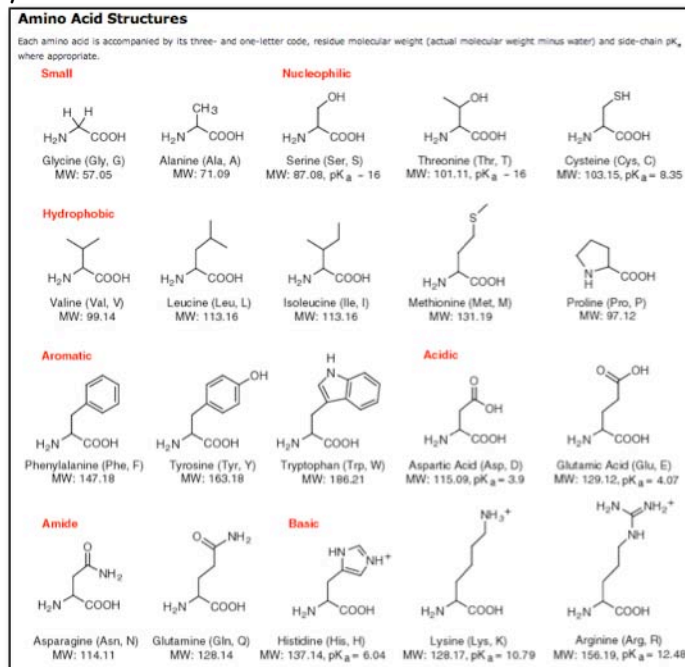 Amino Acid Structures
Each amino acid is accompanied by its three- and one-letter code, residue molecular weight (actual molecular weight minus water) and side-chain pKa
where appropriate.
Small Nucleophilic
H H CH3 OH OH SH
H2N COOH H2N COOH H2N COOH H2N COOH H2N COOH
Glycine (Gly, G) Alanine (Ala, A) Serine (Ser, S) Threonine (Thr, T) Cysteine (Cys, C)
MW: 57.05 MW: 71.09 MW: 87.08, pKa ~ 16 MW: 101.11, pKa ~ 16 MW: 103.15, pKa = 8.35
Hydrophobic
S
H2N COOH H2N COOH H2N COOH H2N COOH N H COOH
Valine (Val, V) Leucine (Leu, L) Isoleucine (Ile, I) Methionine (Met, M) Proline (Pro, P)
MW: 99.14 MW: 113.16 MW: 113.16 MW: 131.19 MW: 97.12
Aromatic Acidic
OH H N O OH O OH
H2N COOH H2N COOH H2N COOH H2N COOH H2N COOH
Phenylalanine (Phe, F) Tyrosine (Tyr, Y) Tryptophan (Trp, W) Aspartic Acid (Asp, D) Glutamic Acid (Glu, E)
MW: 147.18 MW: 163.18 MW: 186.21 MW: 115.09, pKa = 3.9 MW: 129.12, pKa = 4.07
Amide Basic
O NH2 O NH2 HN NH+ NH3+ H2N NH2+ NH
H2N COOH H2N COOH H2N COOH H2N COOH H2N COOH
Asparagine (Asn, N) Glutamine (Gln, Q) Histidine (His, H) Lysine (Lys, K) Arginine (Arg, R)
MW: 114.11 MW: 128.14 MW: 137.14, pKa = 6.04 MW: 128.17, pKa = 10.79 MW: 156.19, pKa = 12.48